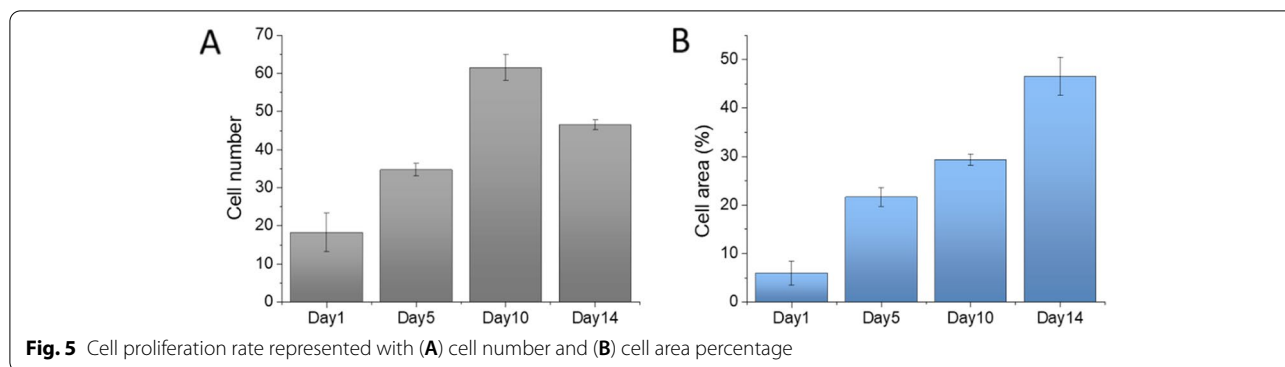 A
70
60
50
40
30
20
10
0
Cell number
Day1 Day5 Day10 Day14
B
50
40
30
20
10
0
Cell area (%)
Day1 Day5 Day10 Day14
Fig. 5 Cell proliferation rate represented with (A) cell number and (B) cell area percentage